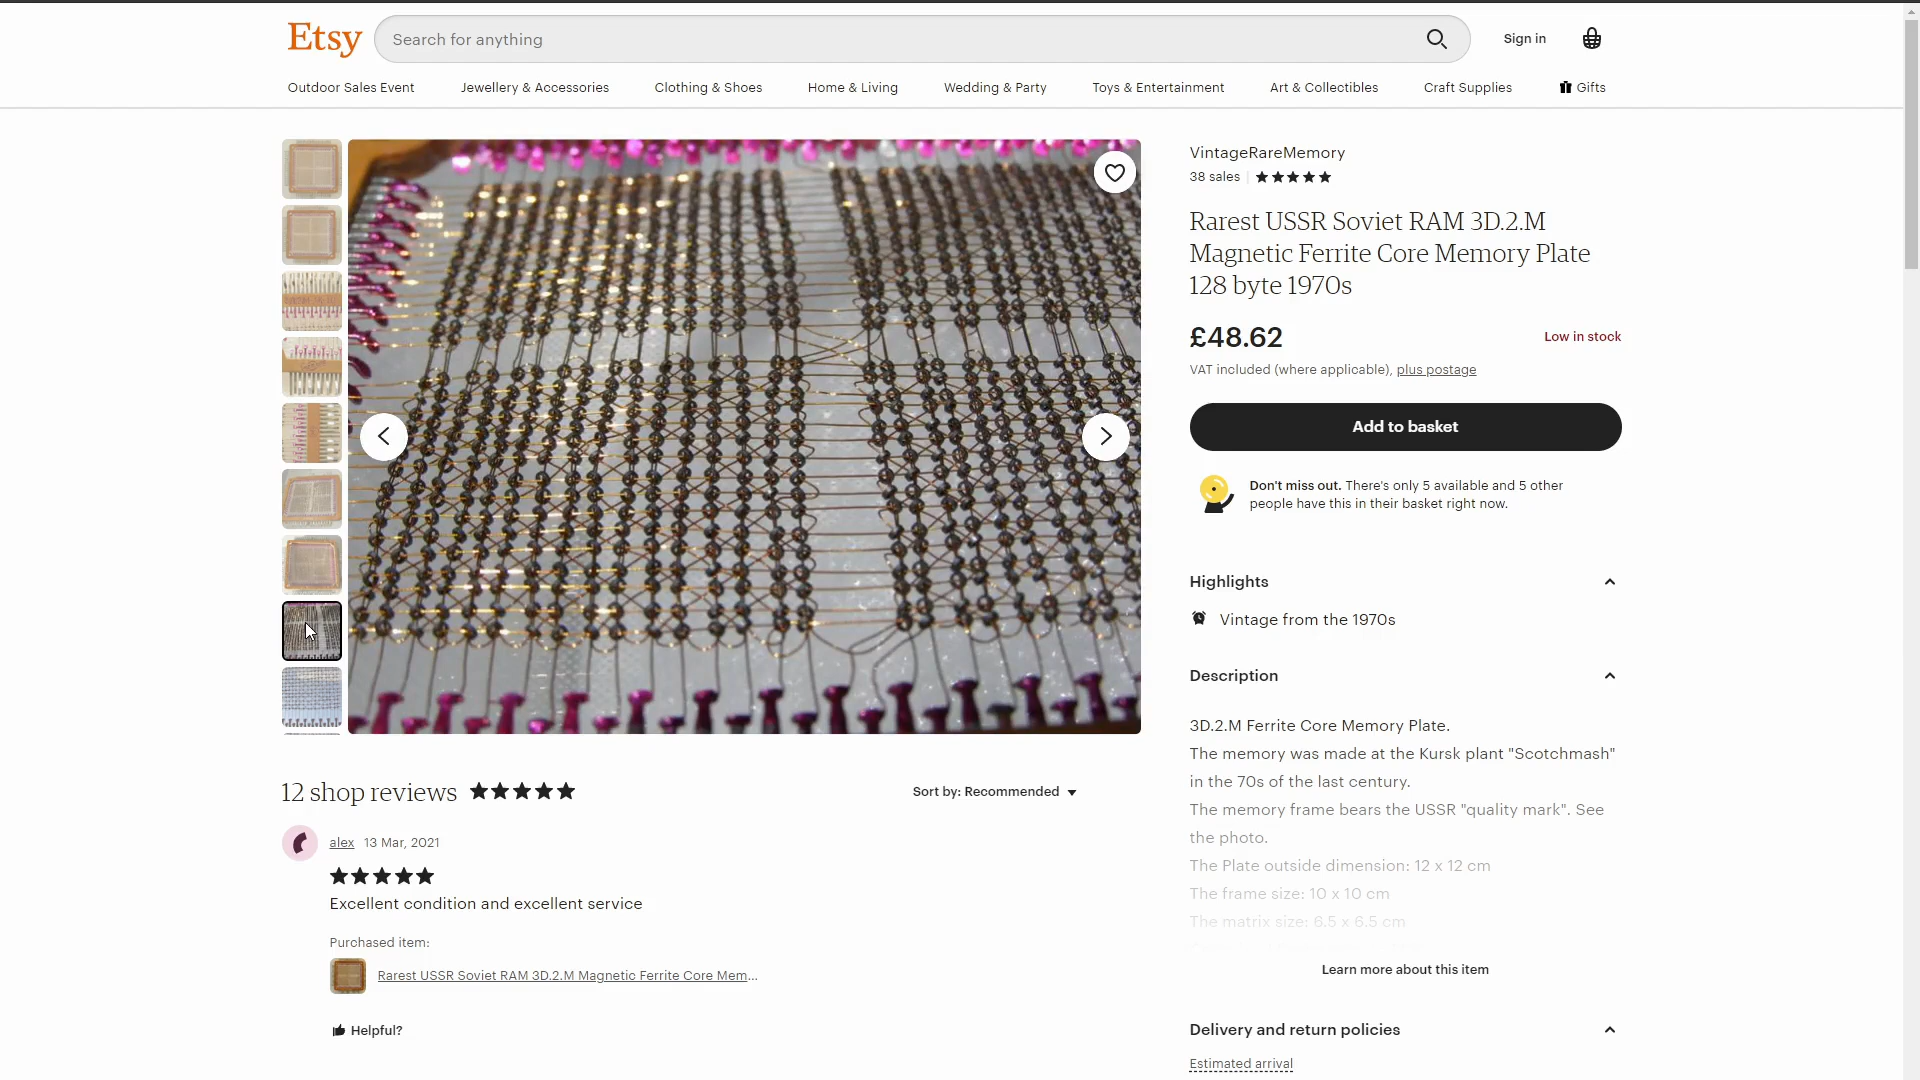 Etsy
Search for anything
Sign in
Outdoor Sales Event
Jewellery & Accessories
Clothing & Shoes
Home & Living
Wedding & Party
Toys & Entertainment
Art & Collectibles
Craft Supplies
Gifts
VintageRareMemory
38 sales
Rarest USSR Soviet RAM 3D.2.M
Magnetic Ferrite Core Memory Plate
128 byte 1970s
£48.62
Low in stock
VAT included (where applicable), plus postage
Add to basket
Don't miss out. There's only 5 available and 5 other
people have this in their basket right now.
Highlights
Vintage from the 1970s
Description
3D.2.M Ferrite Core Memory Plate.
The memory was made at the Kursk plant "Scotchmash"
in the 70s of the last century.
The memory frame bears the USSR "quality mark". See
the photo.
The Plate outside dimension: 12 x 12 cm
The frame size: 10 x 10 cm
The matrix size: 6.5 x 6.5 cm
Learn more about this item
Delivery and return policies
Estimated arrival
12 shop reviews
Sort by: Recommended
alex 13 Mar, 2021
Excellent condition and excellent service
Purchased item:
Rarest USSR Soviet RAM 3D.2.M Magnetic Ferrite Core Mem...
Helpful?